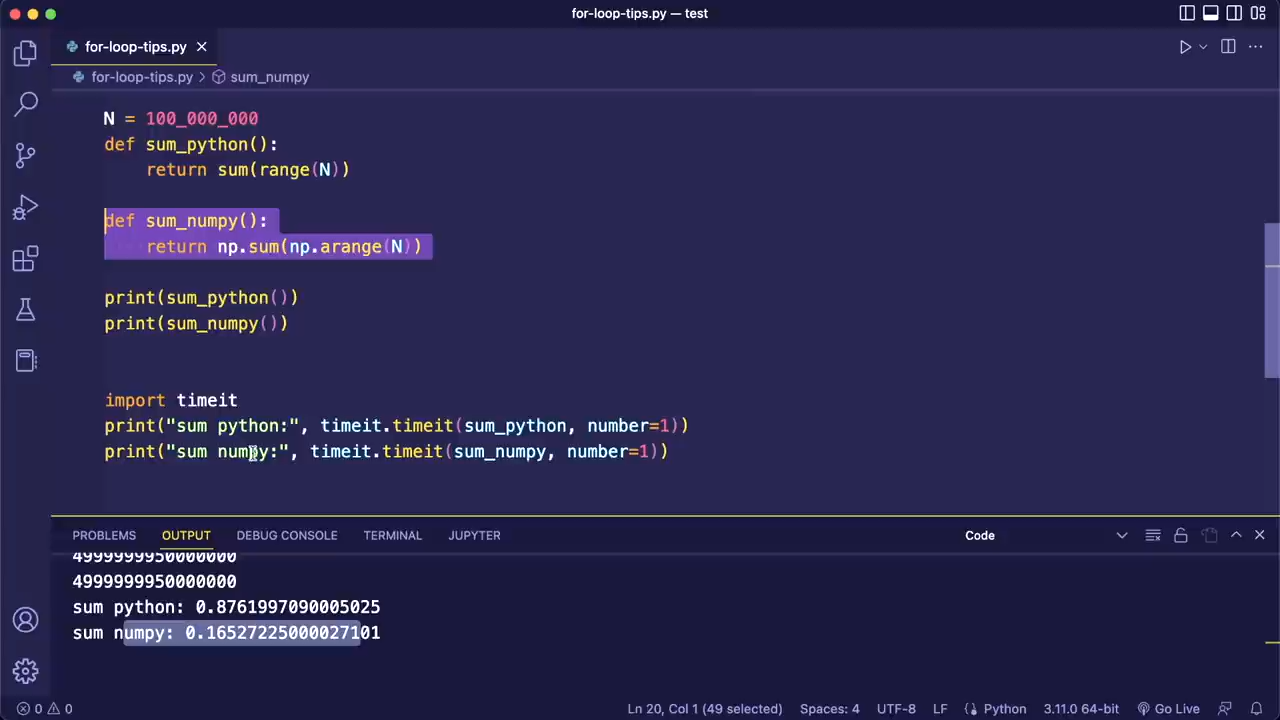 for-loop-tips.py — test
for-loop-tips.py
for-loop-tips.py > sum_numpy
N = 100_000_000
def sum_python():
    return sum(range(N))
def sum_numpy():
    return np.sum(np.arange(N))
print(sum_python())
print(sum_numpy())
import timeit
print("sum python:", timeit.timeit(sum_python, number=1))
print("sum numpy:", timeit.timeit(sum_numpy, number=1))
PROBLEMS OUTPUT DEBUG CONSOLE TERMINAL JUPYTER Code
4999999950000000
4999999950000000
sum python: 0.8761997090005025
sum numpy: 0.16527225000027101
0 0 Ln 20, Col 1 (49 selected) Spaces: 4 UTF-8 LF Python 3.11.0 64-bit Go Live